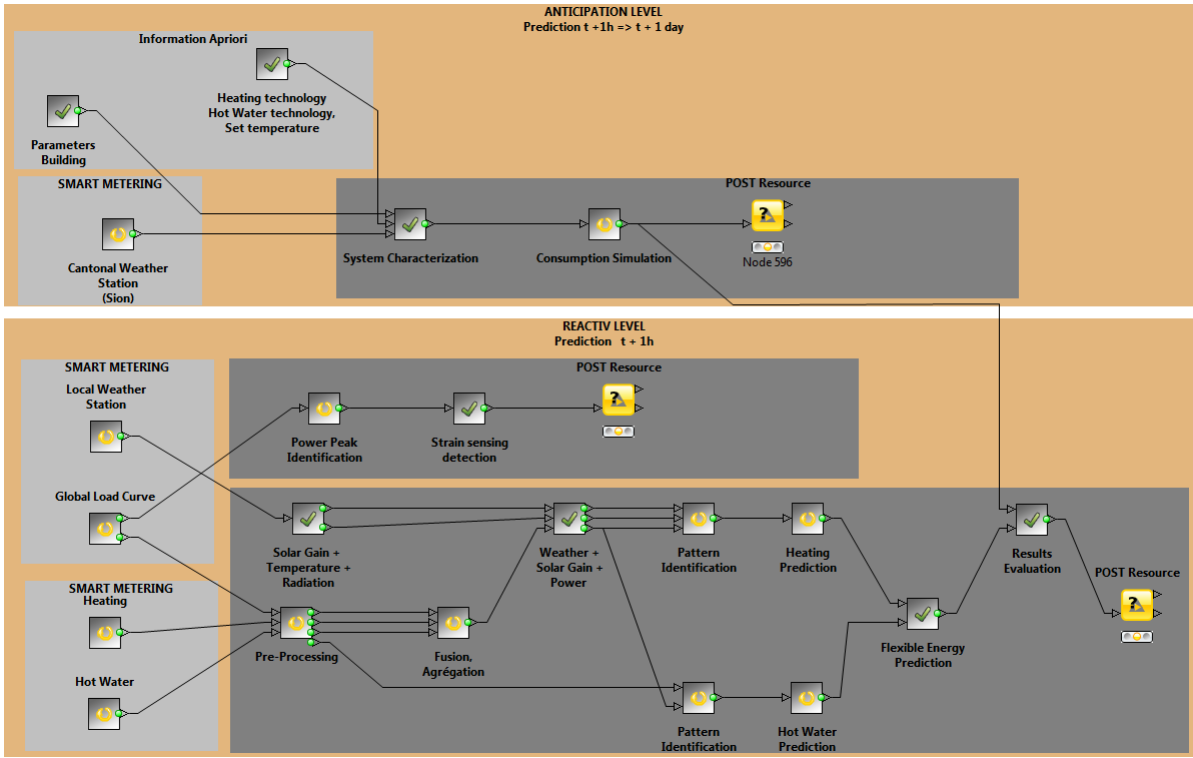 ANTICIPATION LEVEL
Prediction t +1h => t + 1 day
Information Apriori
Heating technology
Hot Water technology,
Set temperature
Parameters
Building
SMART METERING
Cantonal Weather
Station
(Sion)
System Characterization
Consumption Simulation
POST Resource
Node 596
REACTIV LEVEL
Prediction t + 1h
SMART METERING
Local Weather
Station
Global Load Curve
POST Resource
Power Peak
Identification
Strain sensing
detection
Solar Gain +
Temperature +
Radiation
Weather +
Solar Gain +
Power
Pattern
Identification
Heating
Prediction
Results
Evaluation
POST Resource
SMART METERING
Heating
Hot Water
Pre-Processing
Fusion,
Agrégation
Flexible Energy
Prediction
Pattern
Identification
Hot Water
Prediction